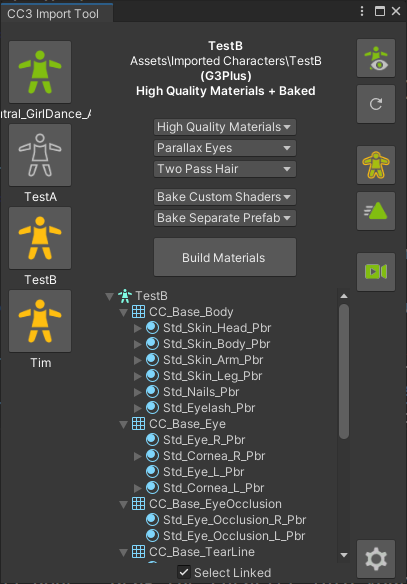 CC3 Import Tool
TestB
Assets\Imported Characters\TestB
(G3Plus)
High Quality Materials + Baked
utral_GirlDance_A
TestA
TestB
Tim
High Quality Materials
Parallax Eyes
Two Pass Hair
Bake Custom Shaders
Bake Separate Prefab
Build Materials
TestB
CC_Base_Body
Std_Skin_Head_Pbr
Std_Skin_Body_Pbr
Std_Skin_Arm_Pbr
Std_Skin_Leg_Pbr
Std_Nails_Pbr
Std_Eyelash_Pbr
CC_Base_Eye
Std_Eye_R_Pbr
Std_Cornea_R_Pbr
Std_Eye_L_Pbr
Std_Cornea_L_Pbr
CC_Base_EyeOcclusion
Std_Eye_Occlusion_R_Pbr
Std_Eye_Occlusion_L_Pbr
CC_Base_TearLine
Select Linked